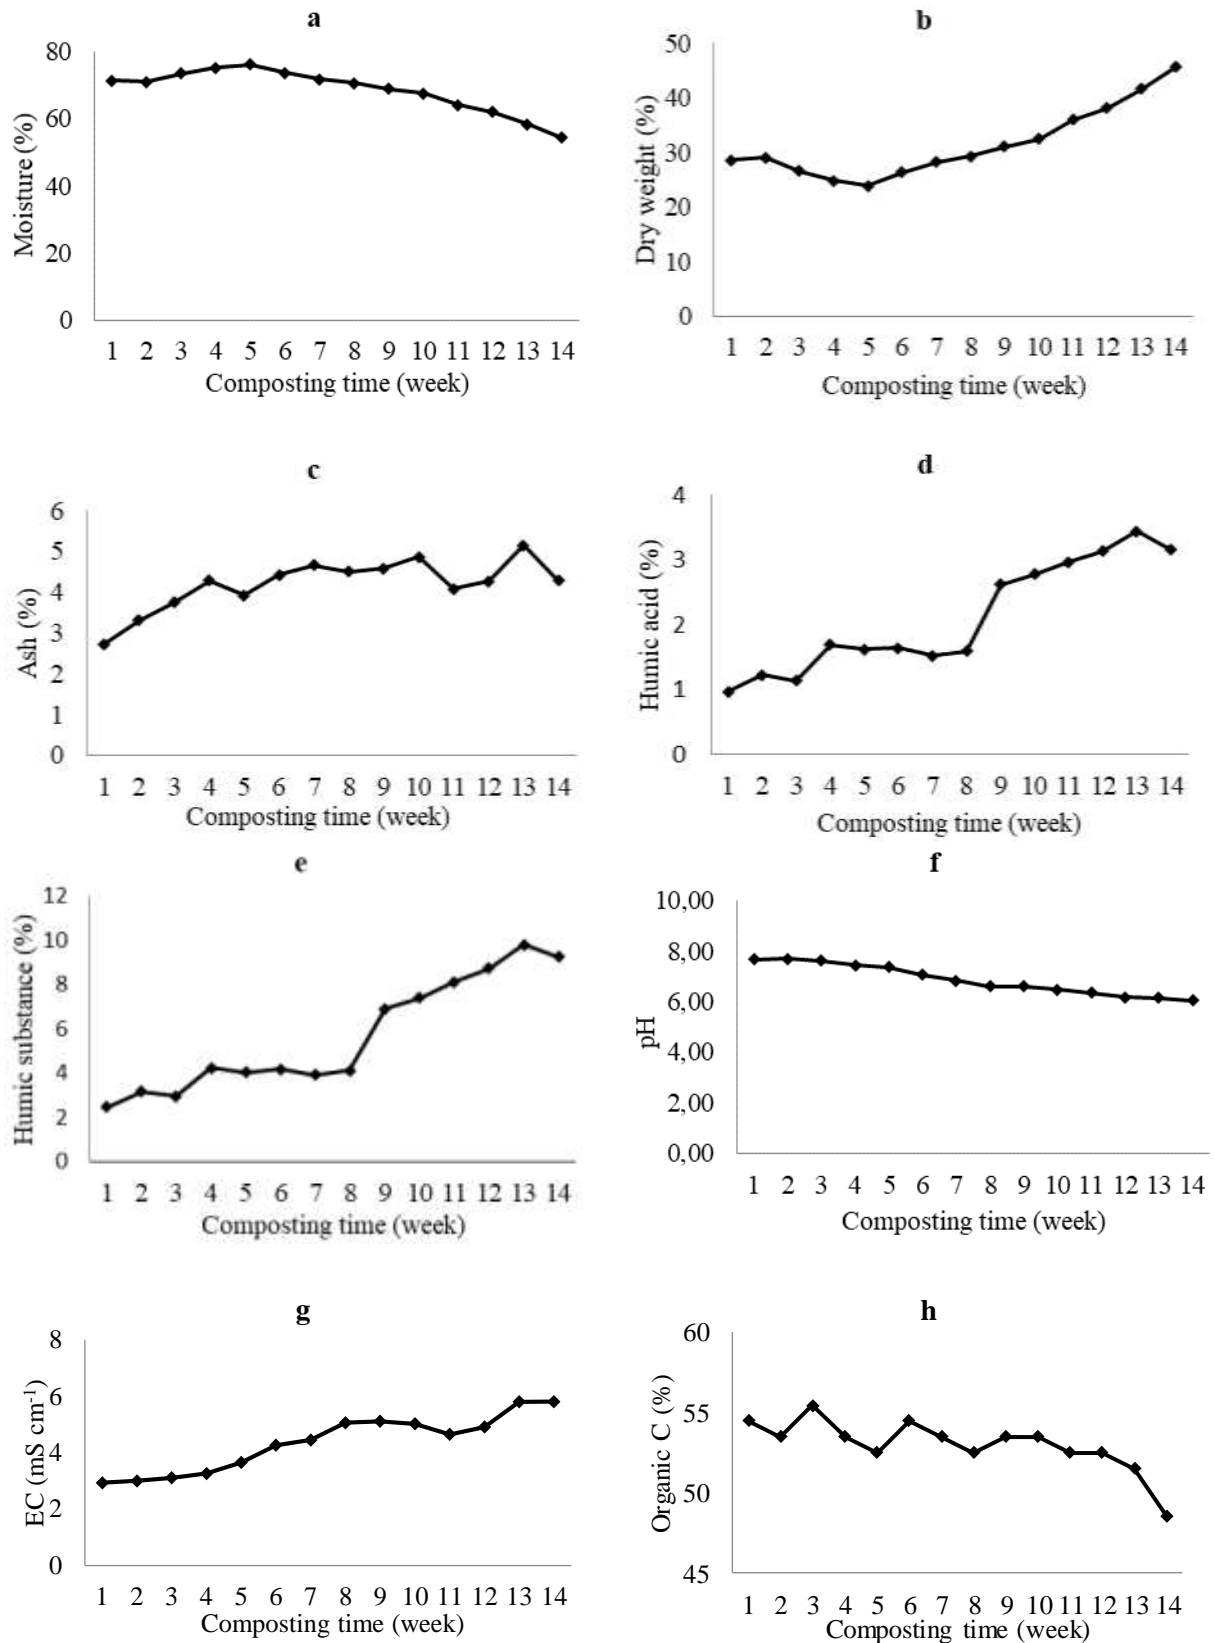 a
80
60
40
20
0
Moisture (%)
1 2 3 4 5 6 7 8 9 10 11 12 13 14
Composting time (week)
b
50
40
30
20
10
0
Dry weight (%)
1 2 3 4 5 6 7 8 9 10 11 12 13 14
Composting time (week)
c
6
5
4
3
2
1
0
Ash (%)
1 2 3 4 5 6 7 8 9 10 11 12 13 14
Composting time (week)
d
4
3
2
1
0
Humic acid (%)
1 2 3 4 5 6 7 8 9 10 11 12 13 14
Composting time (week)
e
12
10
8
6
4
2
0
Humic substance (%)
1 2 3 4 5 6 7 8 9 10 11 12 13 14
Composting time (week)
f
10,00
8,00
6,00
4,00
2,00
0,00
pH
1 2 3 4 5 6 7 8 9 10 11 12 13 14
Composting time (week)
g
8
6
4
2
0
EC (mS cm⁻¹)
1 2 3 4 5 6 7 8 9 10 11 12 13 14
Composting time (week)
h
60
55
50
45
Organic C (%)
1 2 3 4 5 6 7 8 9 10 11 12 13 14
Composting time (week)